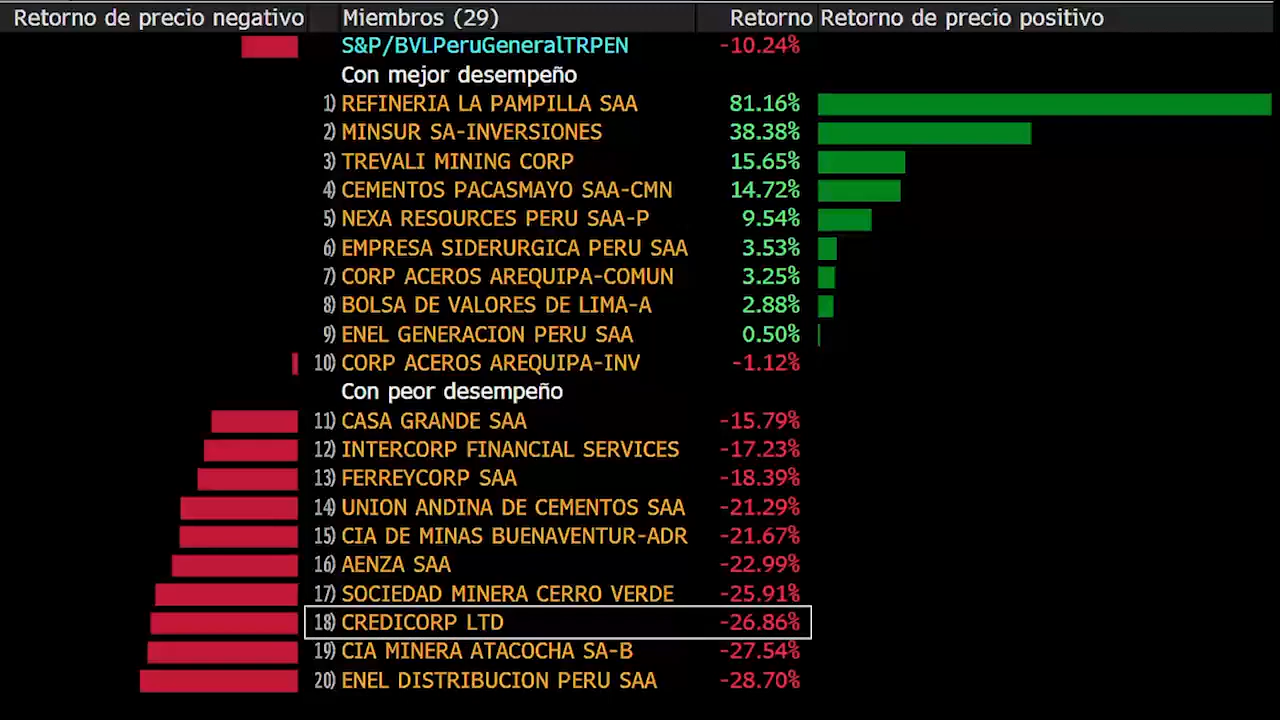 Retorno de precio negativo Miembros (29) Retorno Retorno de precio positivo
S&P/BVLPeruGeneralTRPEN -10.24%
Con mejor desempeño
1) REFINERIA LA PAMPILLA SAA 81.16%
2) MINSUR SA-INVERSIONES 38.38%
3) TREVALI MINING CORP 15.65%
4) CEMENTOS PACASMAYO SAA-CMN 14.72%
5) NEXA RESOURCES PERU SAA-P 9.54%
6) EMPRESA SIDERURGICA PERU SAA 3.53%
7) CORP ACEROS AREQUIPA-COMUN 3.25%
8) BOLSA DE VALORES DE LIMA-A 2.88%
9) ENEL GENERACION PERU SAA 0.50%
10) CORP ACEROS AREQUIPA-INV -1.12%
Con peor desempeño
11) CASA GRANDE SAA -15.79%
12) INTERCORP FINANCIAL SERVICES -17.23%
13) FERREYCORP SAA -18.39%
14) UNION ANDINA DE CEMENTOS SAA -21.29%
15) CIA DE MINAS BUENAVENTUR-ADR -21.67%
16) AENZA SAA -22.99%
17) SOCIEDAD MINERA CERRO VERDE -25.91%
18) CREDICORP LTD -26.86%
19) CIA MINERA ATACOCHA SA-B -27.54%
20) ENEL DISTRIBUCION PERU SAA -28.70%